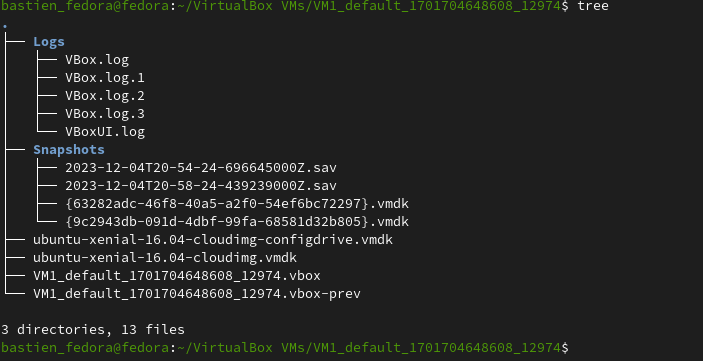 bastien_fedora@fedora:~/VirtualBox VMs/VM1_default_1701704648608_12974$ tree
.
├── Logs
│   ├── VBox.log
│   ├── VBox.log.1
│   ├── VBox.log.2
│   ├── VBox.log.3
│   └── VBoxUI.log
├── Snapshots
│   ├── 2023-12-04T20-54-24-696645000Z.sav
│   ├── 2023-12-04T20-58-24-439239000Z.sav
│   ├── {63282adc-46f8-40a5-a2f0-54ef6bc72297}.vmdk
│   └── {9c2943db-091d-4dbf-99fa-68581d32b805}.vmdk
├── ubuntu-xenial-16.04-cloudimg-configdrive.vmdk
├── ubuntu-xenial-16.04-cloudimg.vmdk
├── VM1_default_1701704648608_12974.vbox
└── VM1_default_1701704648608_12974.vbox-prev

3 directories, 13 files
bastien_fedora@fedora:~/VirtualBox VMs/VM1_default_1701704648608_12974$